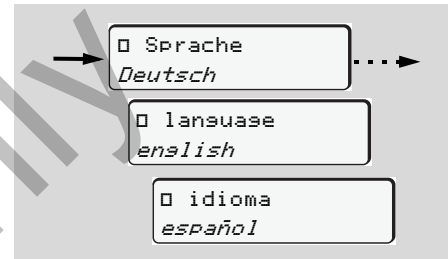 □ Sprache
Deutsch
□ language
english
□ idioma
español